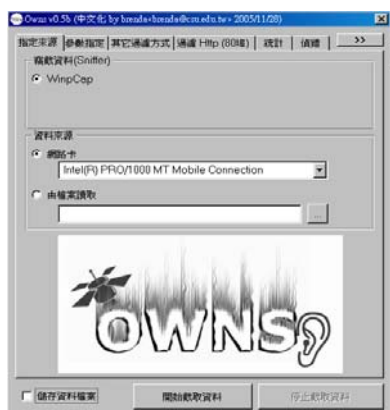 Owns v0.5b (中文化 by brenda<brenda@csu.edu.tw> 2005/11/28)
指定來源 參數指定 其它過濾方式 過濾 Http (80埠) 統計 偵錯 >>
竊聽資料(Sniffer)
WinpCap
資料來源
網路卡
Intel(R) PRO/1000 MT Mobile Connection
由檔案讀取
...
OWNS
儲存資料檔案 開始截取資料 停止截取資料